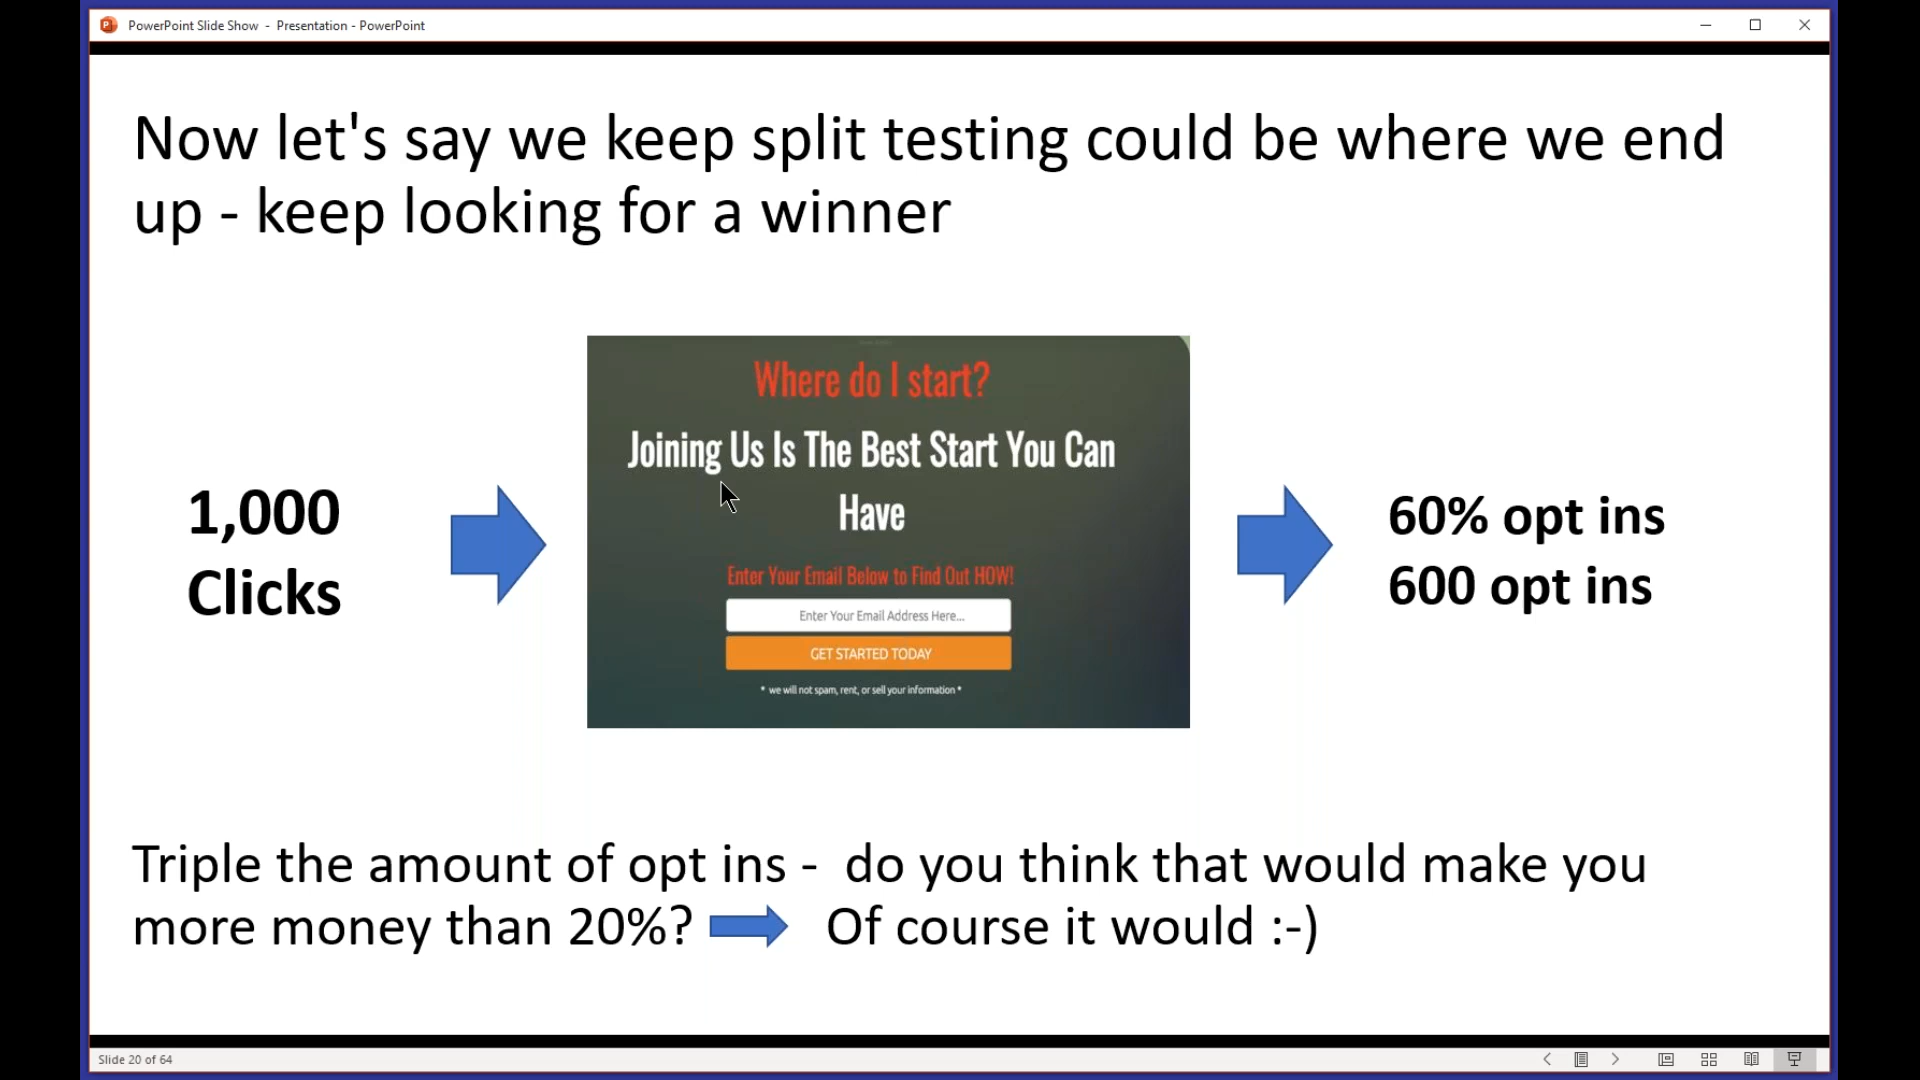 PowerPoint Slide Show - Presentation - PowerPoint
Now let's say we keep split testing could be where we end
up - keep looking for a winner
Where do I start?
Joining Us Is The Best Start You Can
Have
Enter Your Email Below to Find Out HOW!
Enter Your Email Address Here...
GET STARTED TODAY
* we will not spam, rent, or sell your information *
1,000
Clicks
60% opt ins
600 opt ins
Triple the amount of opt ins - do you think that would make you
more money than 20%? Of course it would :-)
Slide 20 of 64